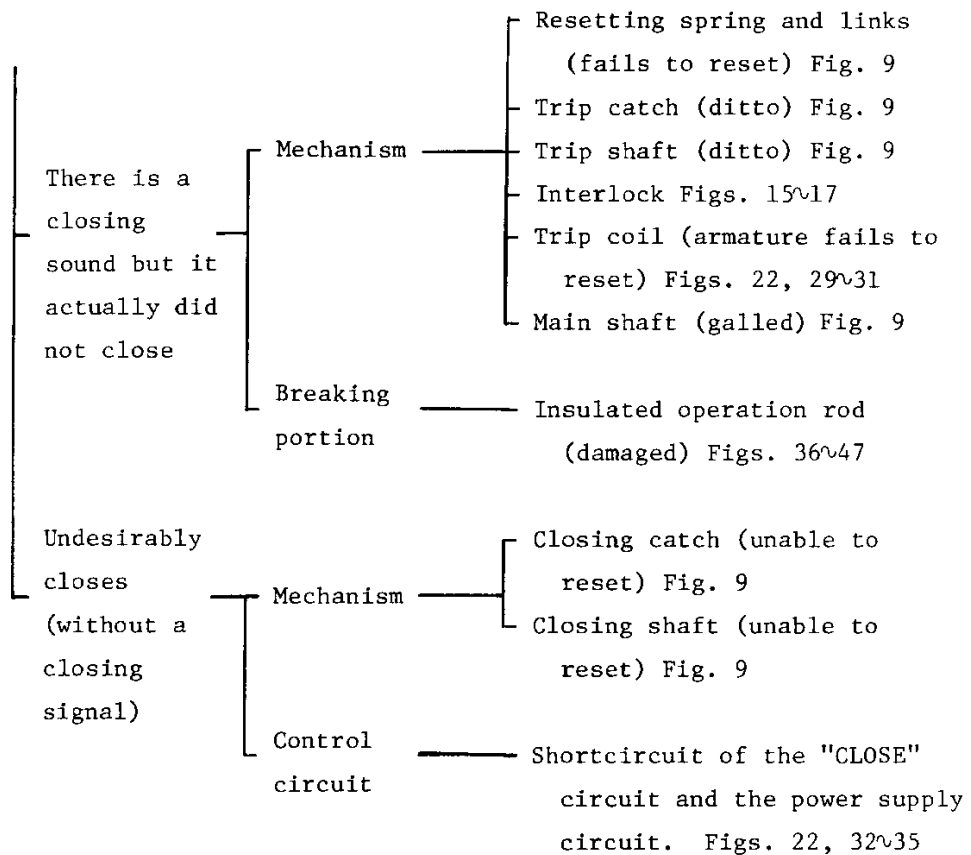 Resetting spring and links
(fails to reset) Fig. 9
Trip catch (ditto) Fig. 9
Mechanism
Trip shaft (ditto) Fig. 9
There is a
closing
sound but it
actually did
not close
Interlock Figs. 15~17
Trip coil (armature fails to
reset) Figs. 22, 29~31
Main shaft (galled) Fig. 9
Breaking
portion
Insulated operation rod
(damaged) Figs. 36~47
Undesirably
closes
(without a
closing
signal)
Mechanism
Closing catch (unable to
reset) Fig. 9
Closing shaft (unable to
reset) Fig. 9
Control
circuit
Shortcircuit of the "CLOSE"
circuit and the power supply
circuit. Figs. 22, 32~35